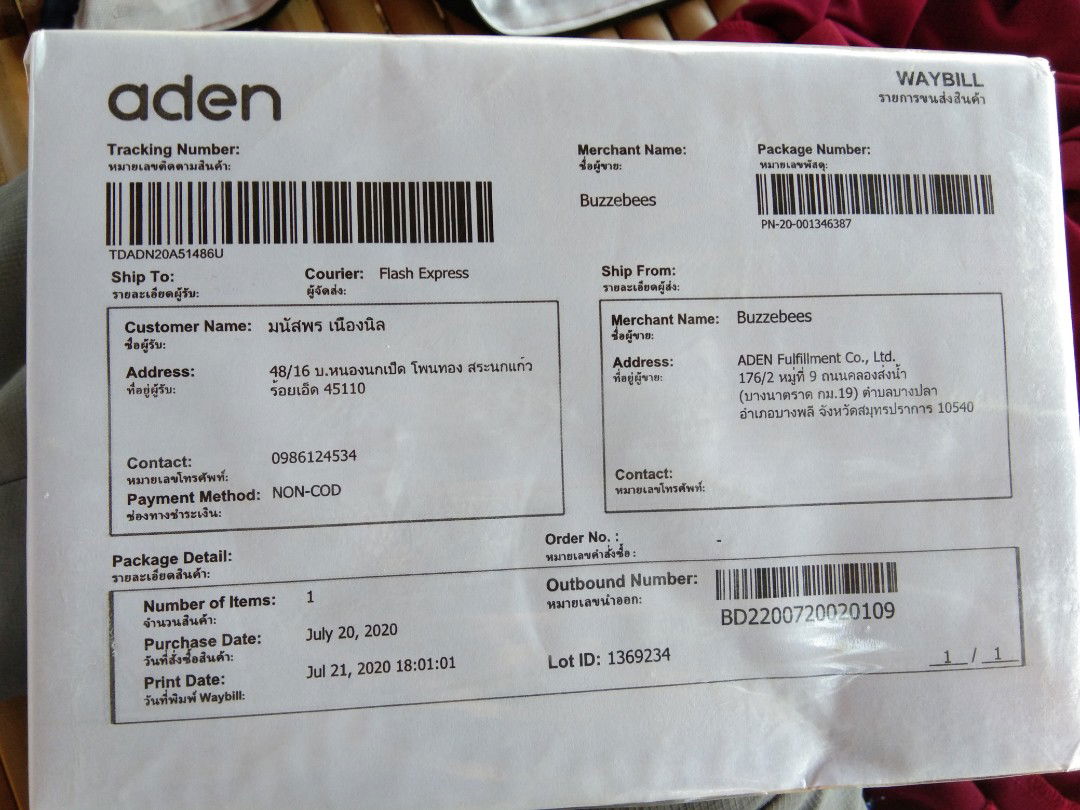 aden
WAYBILL
รายการขนส่งสินค้า
Tracking Number:
หมายเลขติดตามสินค้า:
TDADN20A51486U
Merchant Name:
ชื่อผู้ขาย:
Buzzebees
Package Number:
หมายเลขพัสดุ:
PN-20-001346387
Ship To:
รายละเอียดผู้รับ:
Courier: Flash Express
ผู้จัดส่ง:
Ship From:
รายละเอียดผู้ส่ง:
Customer Name: มนัสพร เนืองนิล
ชื่อผู้รับ:
Address: 48/16 บ.หนองนกเป็ด โพนทอง สระนกแก้ว
ที่อยู่ผู้รับ: ร้อยเอ็ด 45110
Contact: 0986124534
หมายเลขโทรศัพท์:
Payment Method: NON-COD
ช่องทางชำระเงิน:
Merchant Name: Buzzebees
ชื่อผู้ขาย:
Address: ADEN Fulfillment Co., Ltd.
ที่อยู่ผู้ขาย: 176/2 หมู่ที่ 9 ถนนคลองส่งน้ำ
(บางนาตราด กม.19) ตำบลบางปลา
อำเภอบางพลี จังหวัดสมุทรปราการ 10540
Contact:
หมายเลขโทรศัพท์:
Package Detail:
รายละเอียดสินค้า:
Order No. : -
หมายเลขคำสั่งซื้อ :
Number of Items: 1
จำนวนสินค้า:
Purchase Date: July 20, 2020
วันที่สั่งซื้อสินค้า:
Print Date: Jul 21, 2020 18:01:01
วันที่พิมพ์ Waybill:
Outbound Number:
หมายเลขนำออก:
BD2200720020109
Lot ID: 1369234
1 / 1